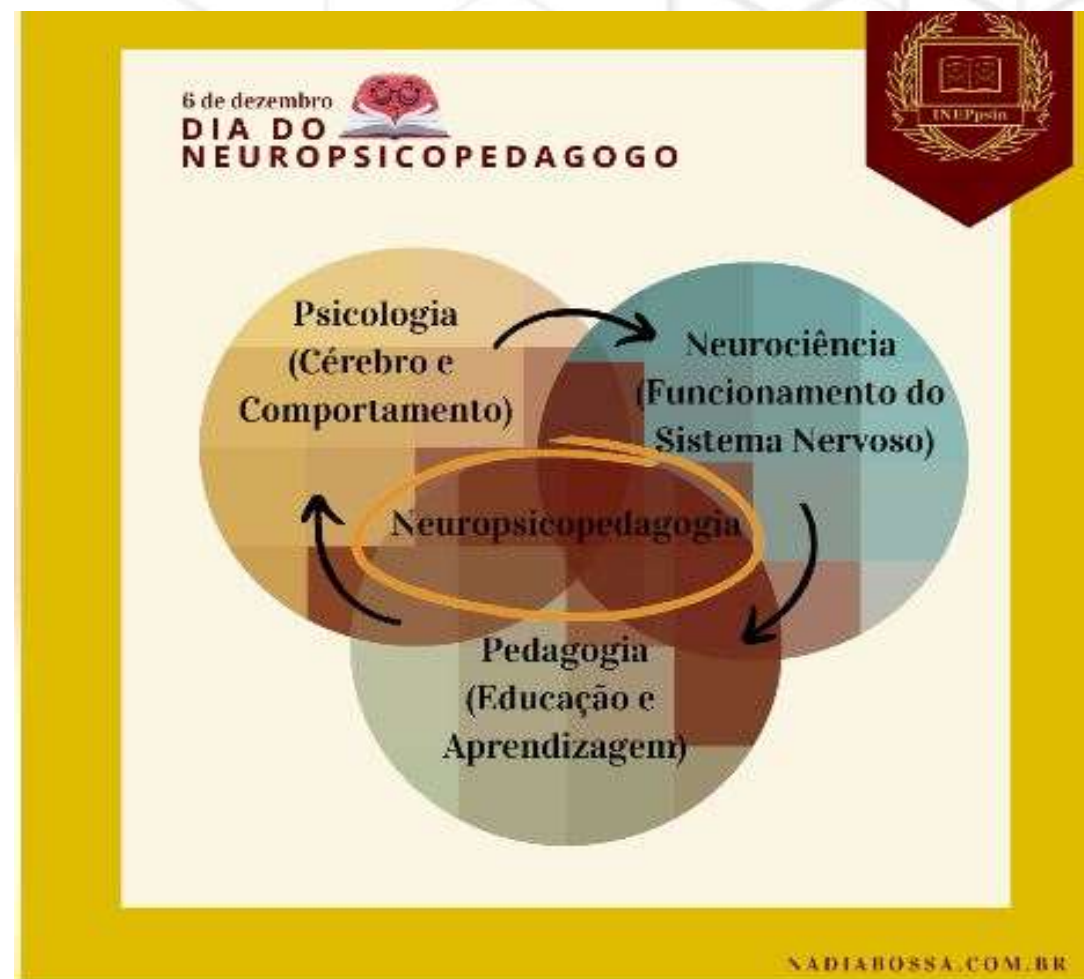 6 de dezembro
DIA DO
NEUROPSICOPEDAGOGO
INEPpsin
Psicologia
(Cérebro e
Comportamento)
Neurociência
(Funcionamento do
Sistema Nervoso)
Neuropsicopedagogia
Pedagogia
(Educação e
Aprendizagem)
NADIABOSSA.COM.BR